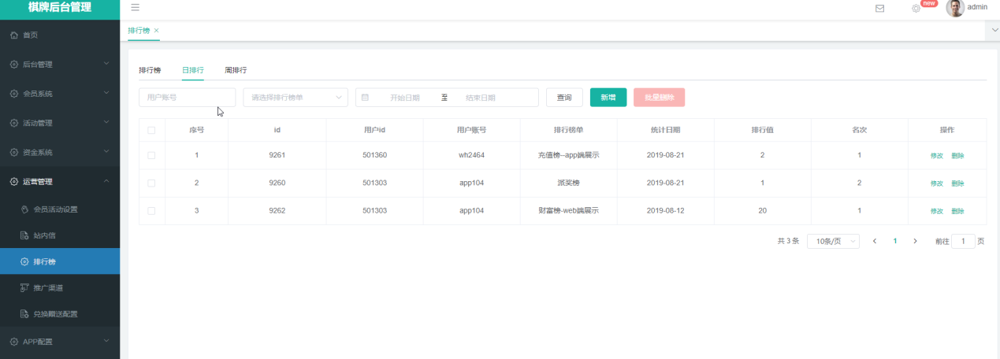 棋牌后台管理
new
admin
排行榜 ×
首页
后台管理
会员系统
活动管理
资金系统
运营管理
会员活动设置
站内信
排行榜
推广渠道
兑换赠送配置
APP配置
排行榜 日排行 周排行
用户账号 请选择排行榜单 开始日期 至 结束日期 查询 新增 批量删除
序号 id 用户id 用户账号 排行榜单 统计日期 排行值 名次 操作
1 9261 501360 wh2464 充值榜--app端展示 2019-08-21 2 1 修改 删除
2 9260 501303 app104 派奖榜 2019-08-21 1 2 修改 删除
3 9262 501303 app104 财富榜-web端展示 2019-08-12 20 1 修改 删除
共 3 条 10条/页 < 1 > 前往 1 页